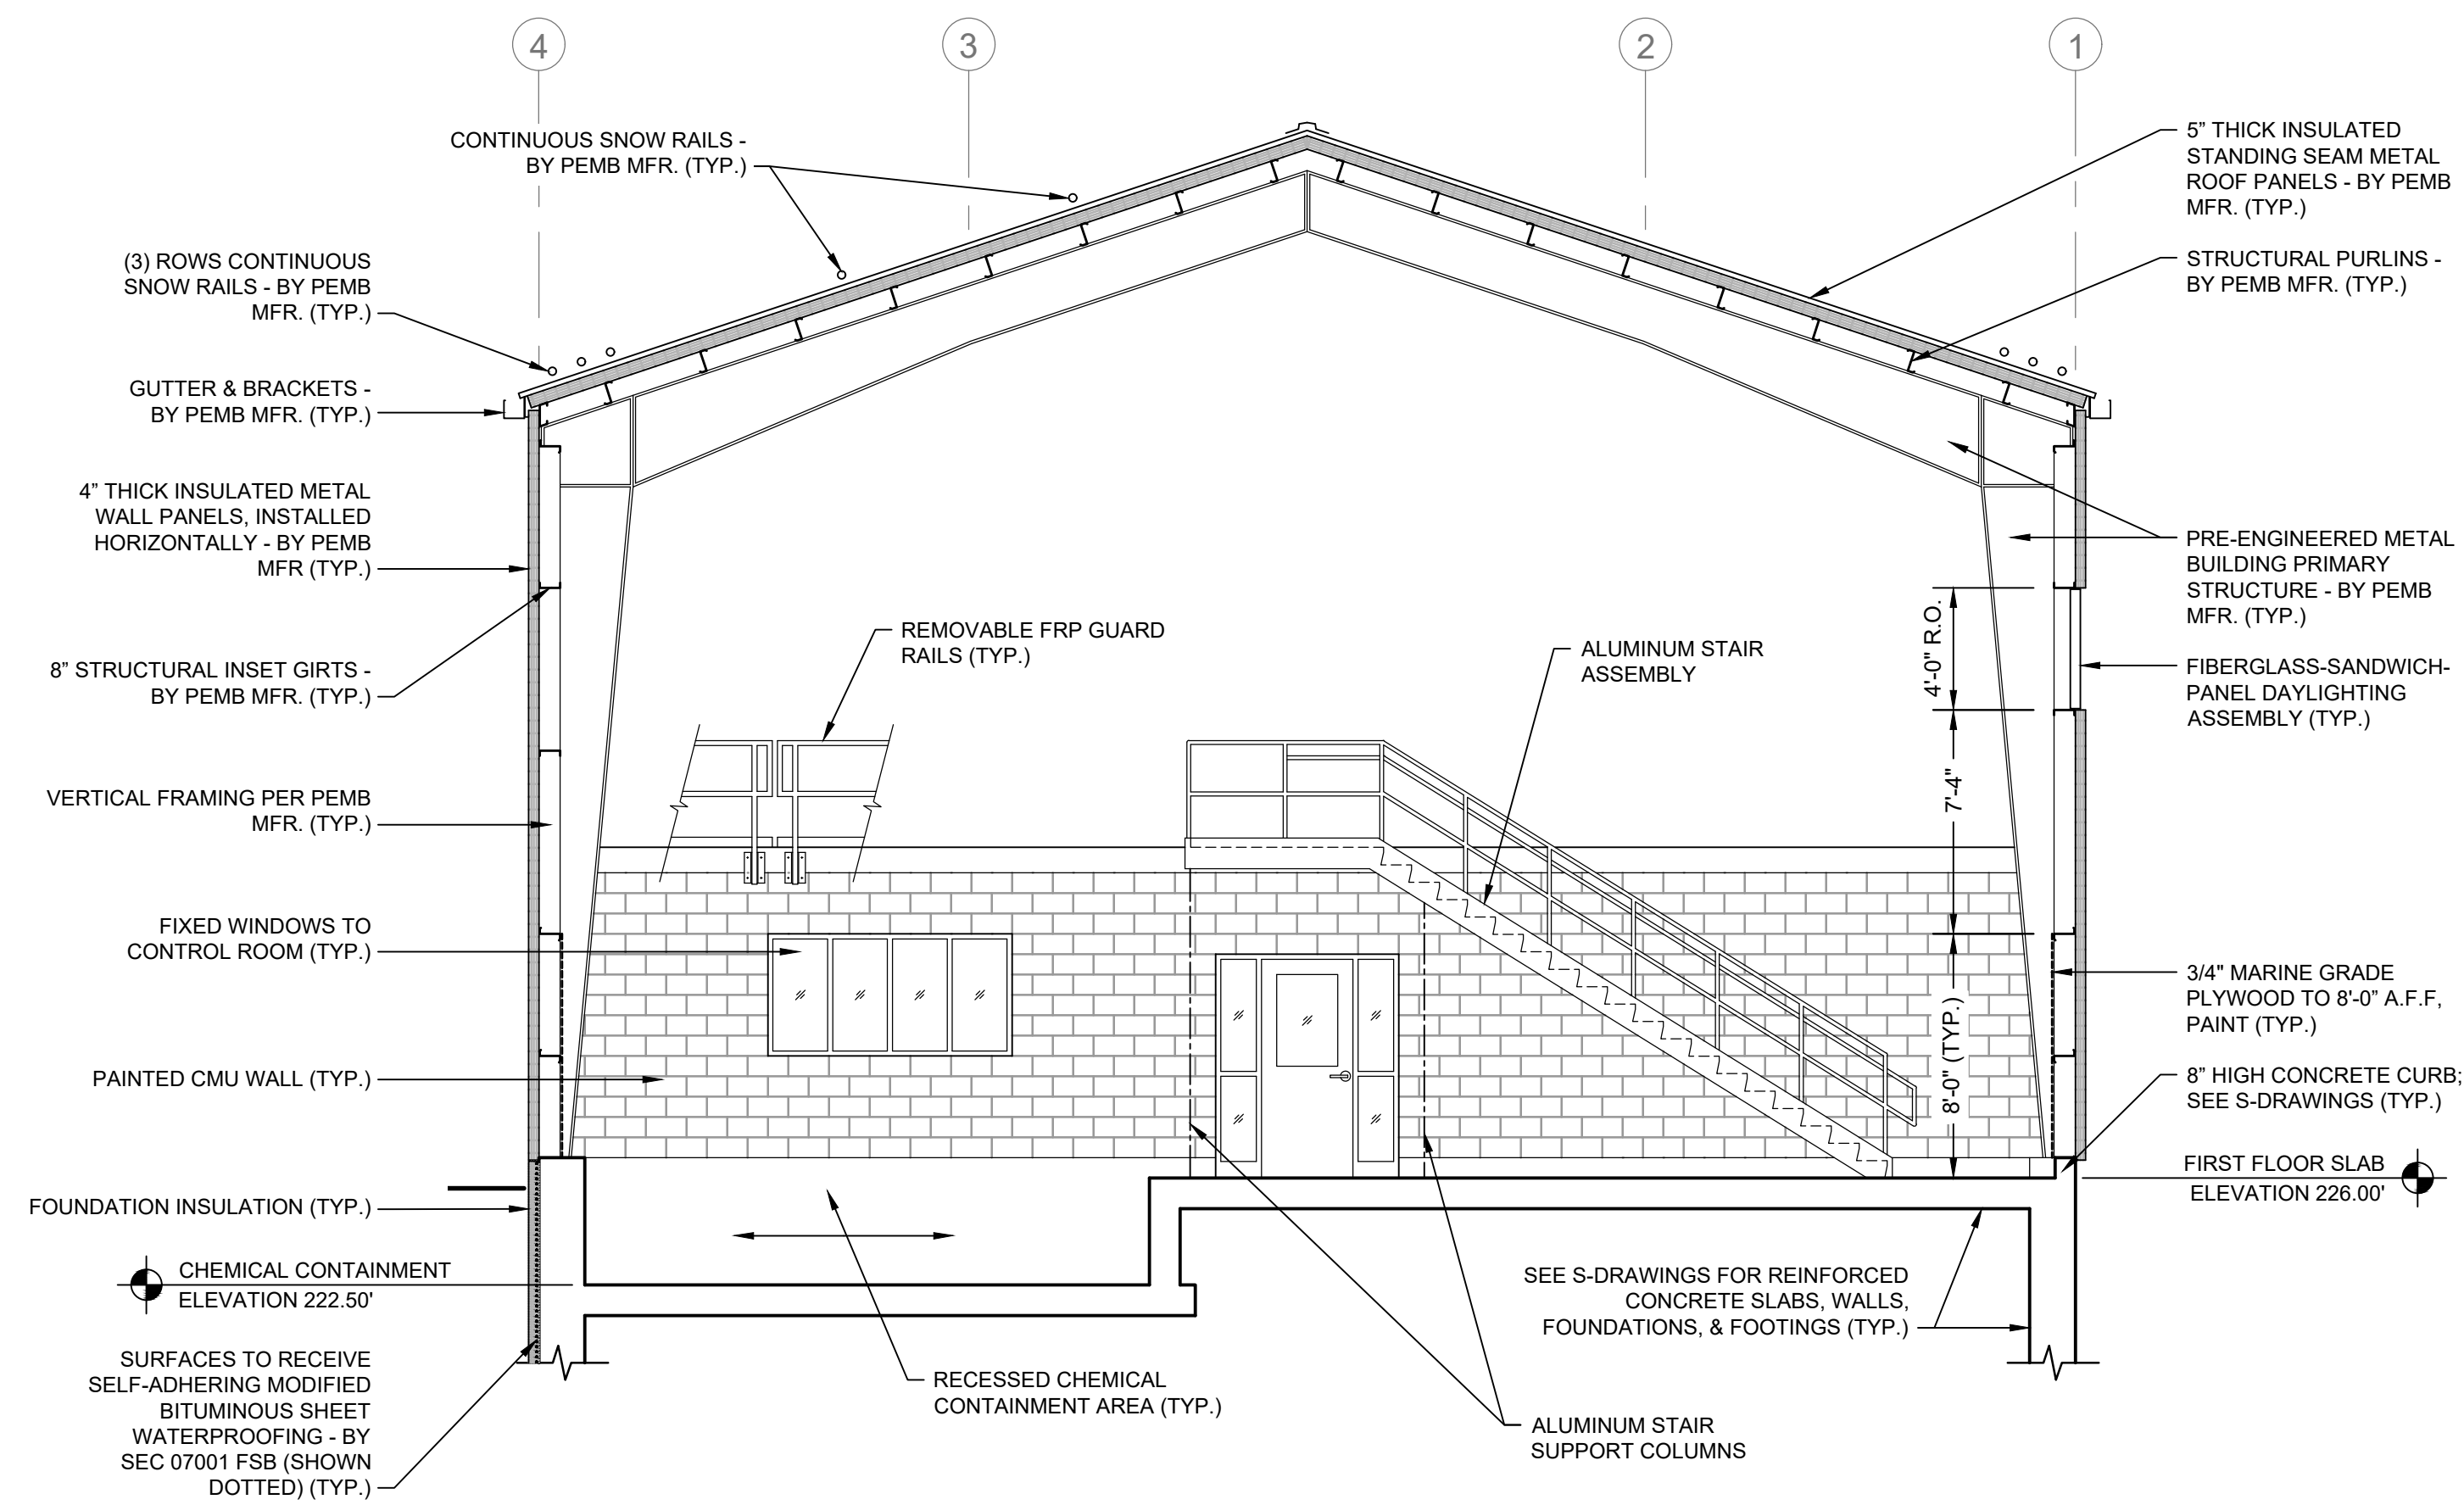 4
3
2
1
CONTINUOUS SNOW RAILS -
BY PEMB MFR. (TYP.)
(3) ROWS CONTINUOUS
SNOW RAILS - BY PEMB
MFR. (TYP.)
GUTTER & BRACKETS -
BY PEMB MFR. (TYP.)
4” THICK INSULATED METAL
WALL PANELS, INSTALLED
HORIZONTALLY - BY PEMB
MFR (TYP.)
8” STRUCTURAL INSET GIRTS -
BY PEMB MFR. (TYP.)
VERTICAL FRAMING PER PEMB
MFR. (TYP.)
FIXED WINDOWS TO
CONTROL ROOM (TYP.)
PAINTED CMU WALL (TYP.)
FOUNDATION INSULATION (TYP.)
CHEMICAL CONTAINMENT
ELEVATION 222.50'
SURFACES TO RECEIVE
SELF-ADHERING MODIFIED
BITUMINOUS SHEET
WATERPROOFING - BY
SEC 07001 FSB (SHOWN
DOTTED) (TYP.)
REMOVABLE FRP GUARD
RAILS (TYP.)
ALUMINUM STAIR
ASSEMBLY
4'-0" R.O.
7'-4"
8'-0" (TYP.)
RECESSED CHEMICAL
CONTAINMENT AREA (TYP.)
SEE S-DRAWINGS FOR REINFORCED
CONCRETE SLABS, WALLS,
FOUNDATIONS, & FOOTINGS (TYP.)
ALUMINUM STAIR
SUPPORT COLUMNS
5” THICK INSULATED
STANDING SEAM METAL
ROOF PANELS - BY PEMB
MFR. (TYP.)
STRUCTURAL PURLINS -
BY PEMB MFR. (TYP.)
PRE-ENGINEERED METAL
BUILDING PRIMARY
STRUCTURE - BY PEMB
MFR. (TYP.)
FIBERGLASS-SANDWICH-
PANEL DAYLIGHTING
ASSEMBLY (TYP.)
3/4" MARINE GRADE
PLYWOOD TO 8'-0” A.F.F,
PAINT (TYP.)
8” HIGH CONCRETE CURB;
SEE S-DRAWINGS (TYP.)
FIRST FLOOR SLAB
ELEVATION 226.00'